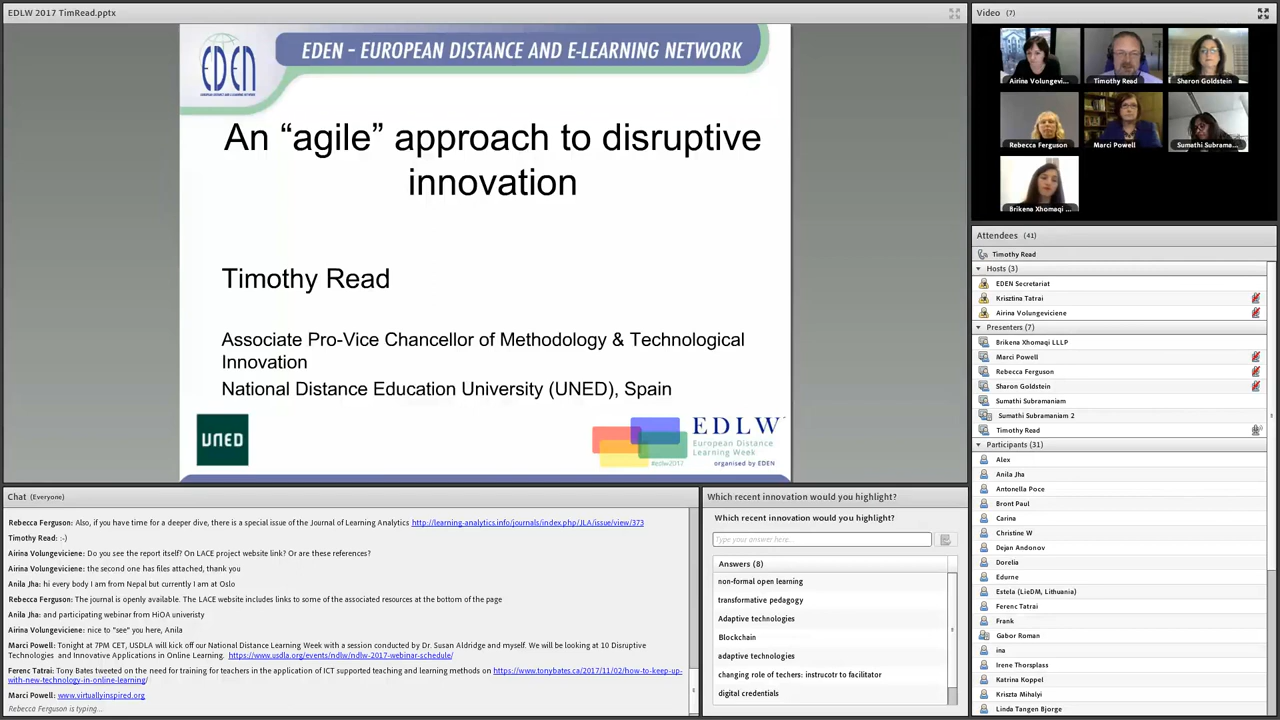 EDLW 2017 TimRead.pptx
EDEN
EDEN - EUROPEAN DISTANCE AND E-LEARNING NETWORK
An “agile” approach to disruptive
innovation
Timothy Read
Associate Pro-Vice Chancellor of Methodology & Technological
Innovation
National Distance Education University (UNED), Spain
UNED
EDLW
European Distance
Learning Week
#edlw2017
organised by EDEN
Video (7)
Airina Volungevi...
Timothy Read
Sharon Goldstein
Rebecca Ferguson
Marci Powell
Sumathi Subrama...
Brikena Xhomaqi ...
Attendees (41)
Timothy Read
Hosts (3)
EDEN Secretariat
Krisztina Tatrai
Airina Volungeviciene
Presenters (7)
Brikena Xhomaqi LLLP
Marci Powell
Rebecca Ferguson
Sharon Goldstein
Sumathi Subramaniam
Sumathi Subramaniam 2
Timothy Read
Participants (31)
Alex
Anila Jha
Antonella Poce
Bront Paul
Carina
Christine W
Dejan Andonov
Dorelia
Edurne
Estela (LieDM, Lithuania)
Ferenc Tatrai
Frank
Gabor Roman
ina
Irene Thorsplass
Katrina Koppel
Kriszta Mihalyi
Linda Tangen Bjorge
Chat (Everyone)
Rebecca Ferguson: Also, if you have time for a deeper dive, there is a special issue of the Journal of Learning Analytics http://learning-analytics.info/journals/index.php/JLA/issue/view/373
Timothy Read: :-)
Airina Volungeviciene: Do you see the report itself? On LACE project website link? Or are these references?
Airina Volungeviciene: the second one has files attached, thank you
Anila Jha: hi every body I am from Nepal but currently I am at Oslo
Rebecca Ferguson: The journal is openly available. The LACE website includes links to some of the associated resources at the bottom of the page
Anila Jha: and participating webinar from HiOA univeristy
Airina Volungeviciene: nice to "see" you here, Anila
Marci Powell: Tonight at 7PM CET, USDLA will kick off our National Distance Learning Week with a session conducted by Dr. Susan Aldridge and myself. We will be looking at 10 Disruptive
Technologies and Innovative Applications in Online Learning. https://www.usdla.org/events/ndlw/ndlw-2017-webinar-schedule/
Ferenc Tatrai: Tony Bates tweeted on the need for training for teachers in the application of ICT supported teaching and learning methods on https://www.tonybates.ca/2017/11/02/how-to-keep-up-
with-new-technology-in-online-learning/
Marci Powell: www.virtuallyinspired.org
Rebecca Ferguson is typing...
Which recent innovation would you highlight?
Which recent innovation would you highlight?
Type your answer here...
Answers (8)
non-formal open learning
transformative pedagogy
Adaptive technologies
Blockchain
adaptive technologies
changing role of techers: instrucotr to facilitator
digital credentials